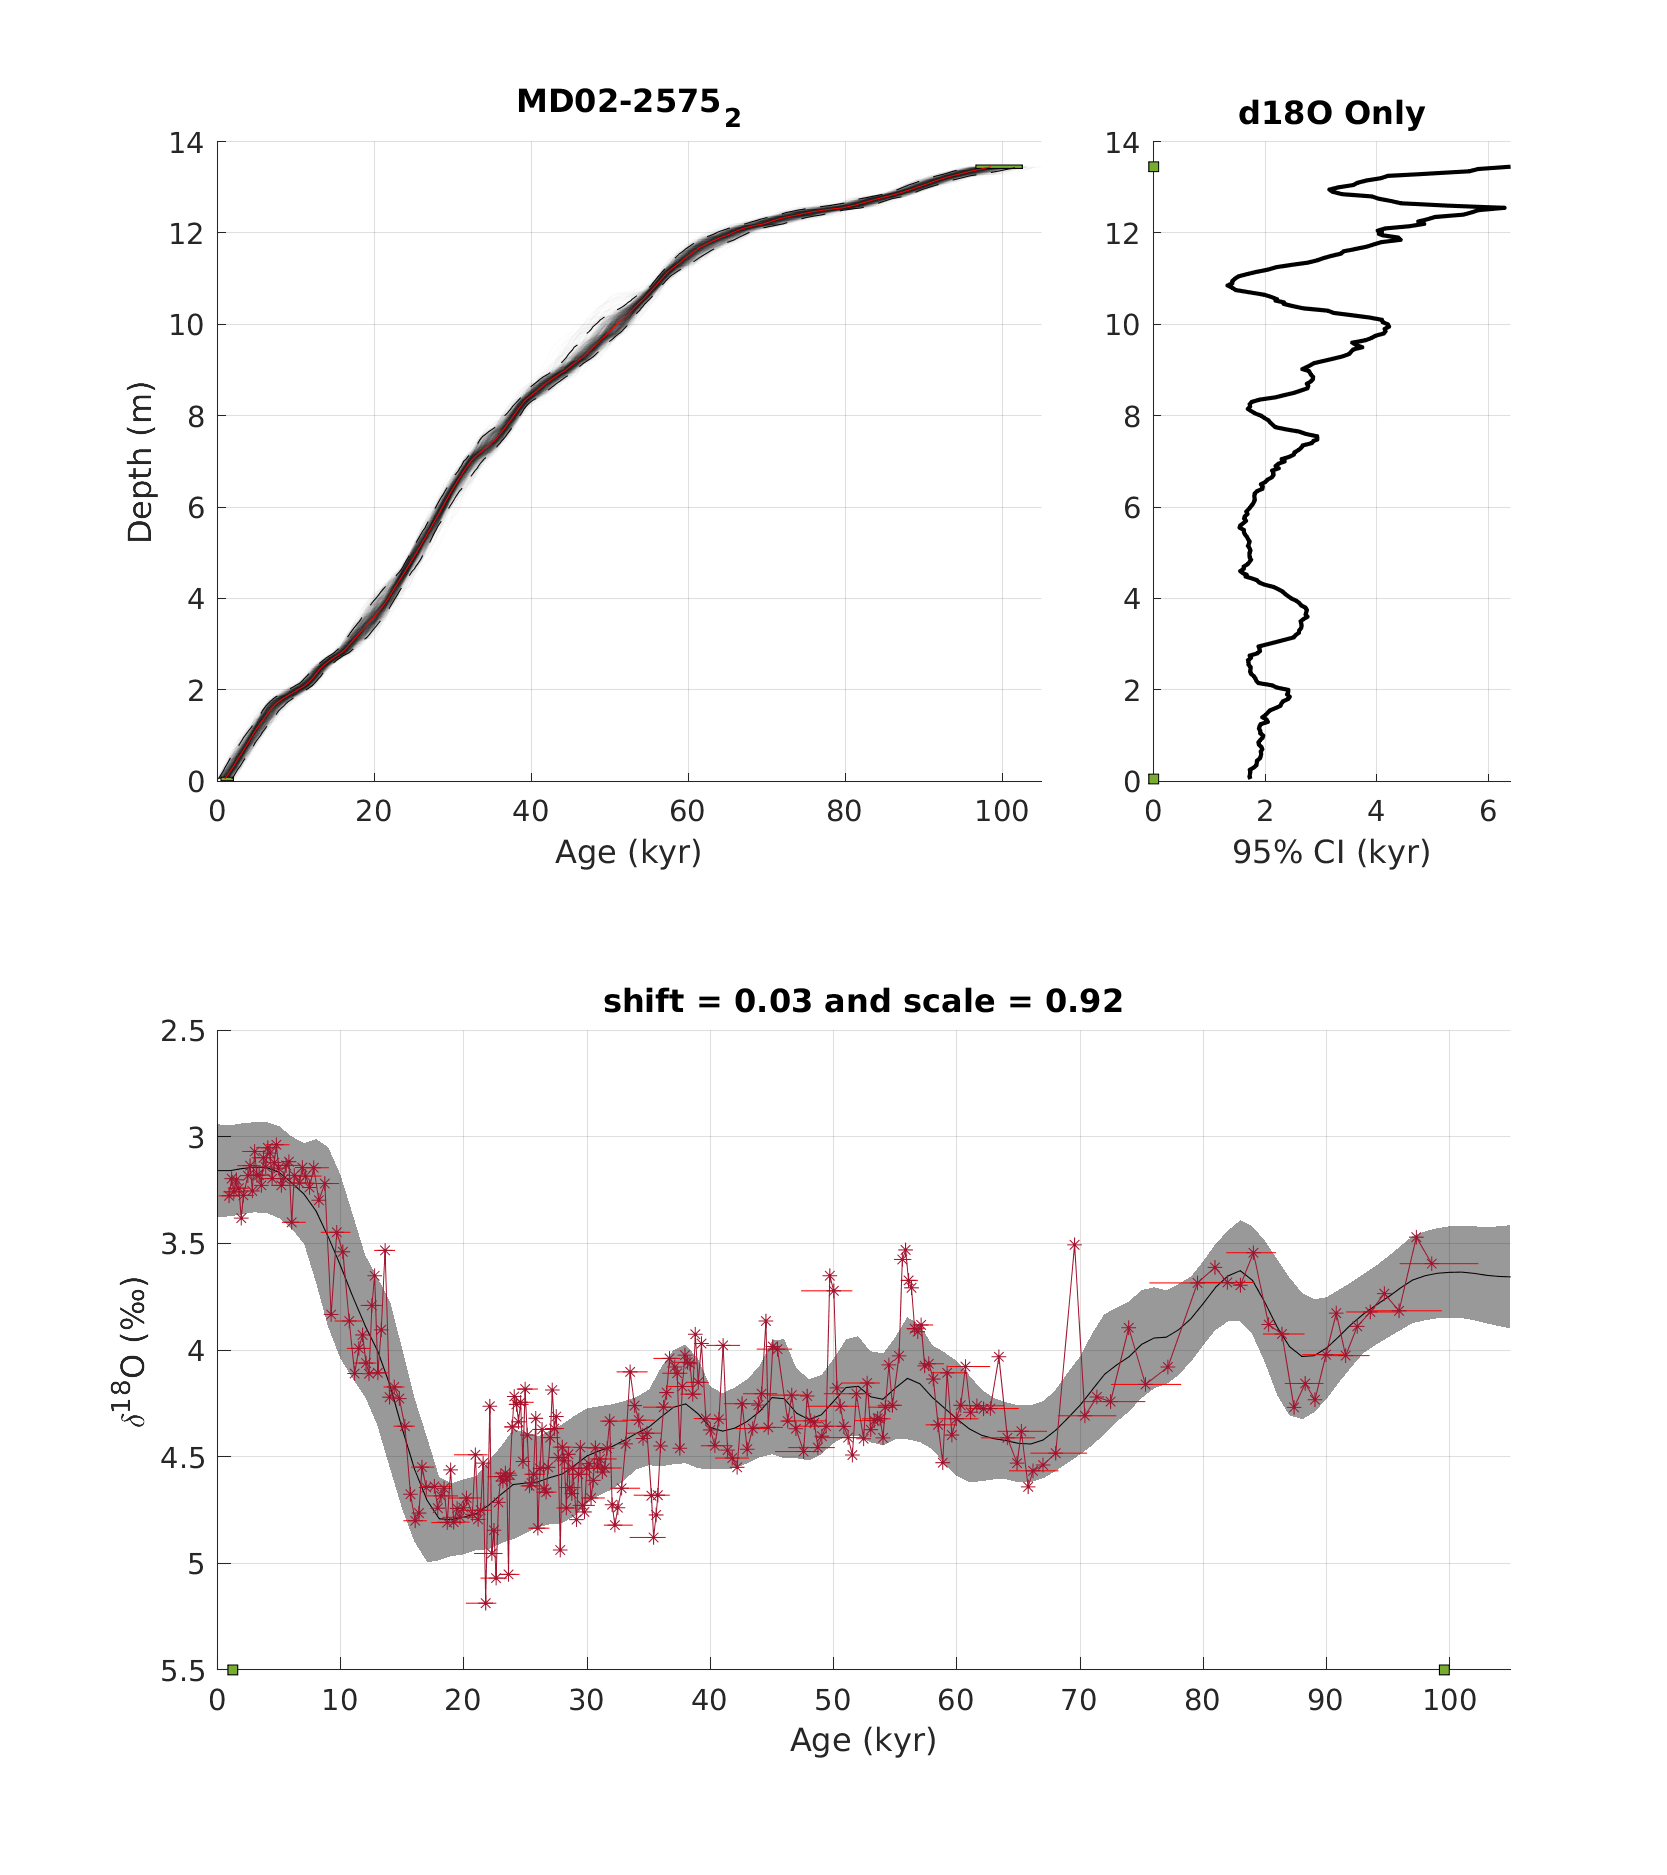 MD02-2575₂
d18O Only
14
12
10
8
6
4
2
0
Depth (m)
0 20 40 60 80 100
Age (kyr)
14
12
10
8
6
4
2
0
0 2 4 6
95% CI (kyr)
shift = 0.03 and scale = 0.92
2.5
3
3.5
4
4.5
5
5.5
δ¹⁸O (‰)
0 10 20 30 40 50 60 70 80 90 100
Age (kyr)